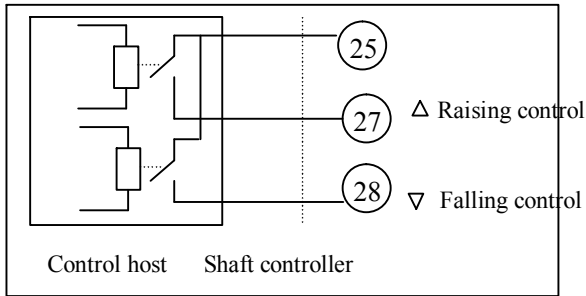 25
27
△ Raising control
28
▽ Falling control
Control host
Shaft controller